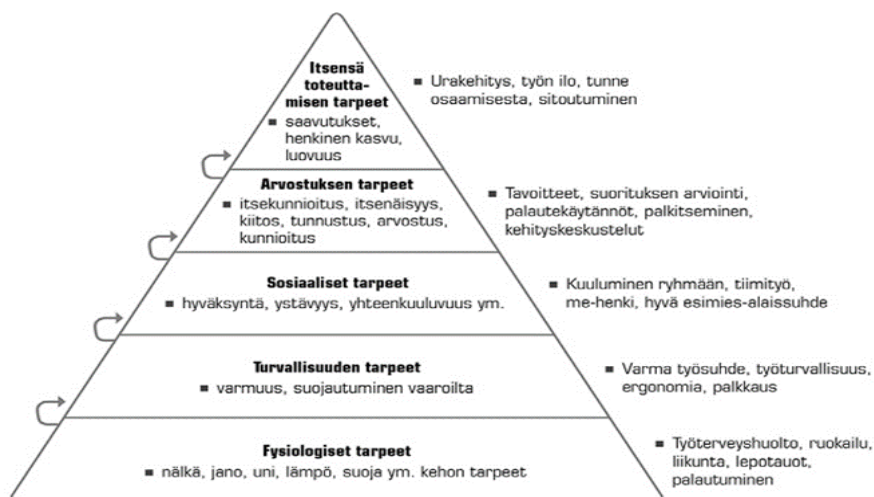 Itsensä
toteutta-
misen tarpeet
▪ saavutukset,
henkinen kasvu,
luovuus
▪ Urakehitys, työn ilo, tunne
osaamisesta, sitoutuminen
Arvostuksen tarpeet
▪ itsekunnioitus, itsenäisyys,
kiitos, tunnustus, arvostus,
kunnioitus
▪ Tavoitteet, suorituksen arviointi,
palautekäytännöt, palkitseminen,
kehityskeskustelut
Sosiaaliset tarpeet
▪ hyväksyntä, ystävyys, yhteenkuuluvuus ym.
▪ Kuuluminen ryhmään, tiimityö,
me-henki, hyvä esimies-alaissuhde
Turvallisuuden tarpeet
▪ varmuus, suojautuminen vaaroilta
▪ Varma työsuhde, työturvallisuus,
ergonomia, palkkaus
Fysiologiset tarpeet
▪ nälkä, jano, uni, lämpö, suoja ym. kehon tarpeet
▪ Työterveyshuolto, ruokailu,
liikunta, lepotauot,
palautuminen